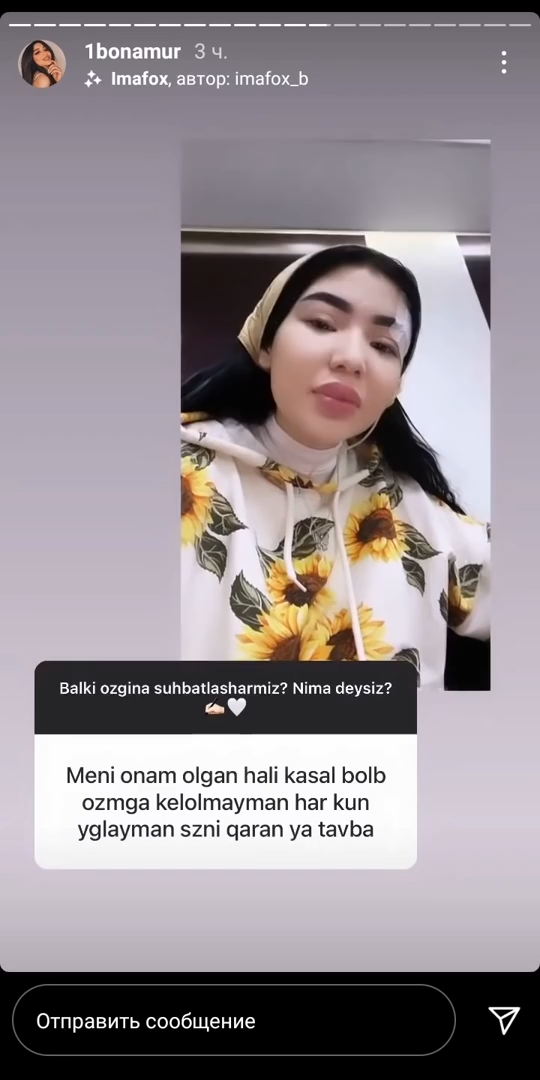 1bonamur 3 ч.
Imafox, автор: imafox_b
Balki ozgina suhbatlasharmiz? Nima deysiz?
✍🏻🤍
Meni onam olgan hali kasal bolb
ozmga kelolmayman har kun
yglayman szni qaran ya tavba
Отправить сообщение